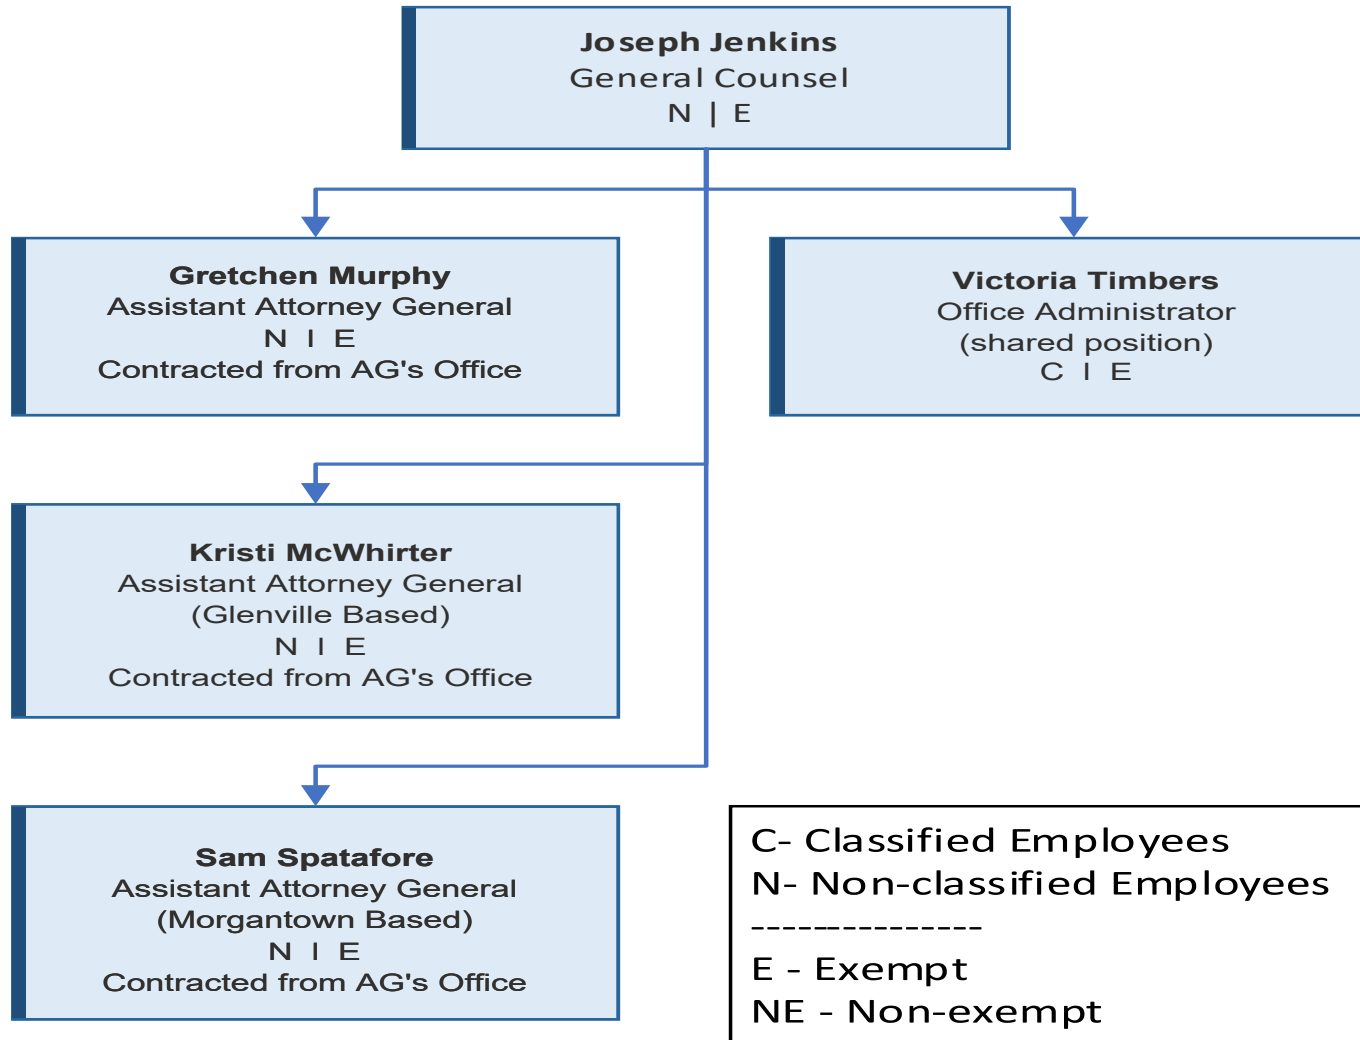 Joseph Jenkins
General Counsel
N | E
Gretchen Murphy
Assistant Attorney General
N I E
Contracted from AG's Office
Victoria Timbers
Office Administrator
(shared position)
C I E
Kristi McWhirter
Assistant Attorney General
(Glenville Based)
N I E
Contracted from AG's Office
Sam Spatafore
Assistant Attorney General
(Morgantown Based)
N I E
Contracted from AG's Office
C- Classified Employees
N- Non-classified Employees
---------------
E - Exempt
NE - Non-exempt